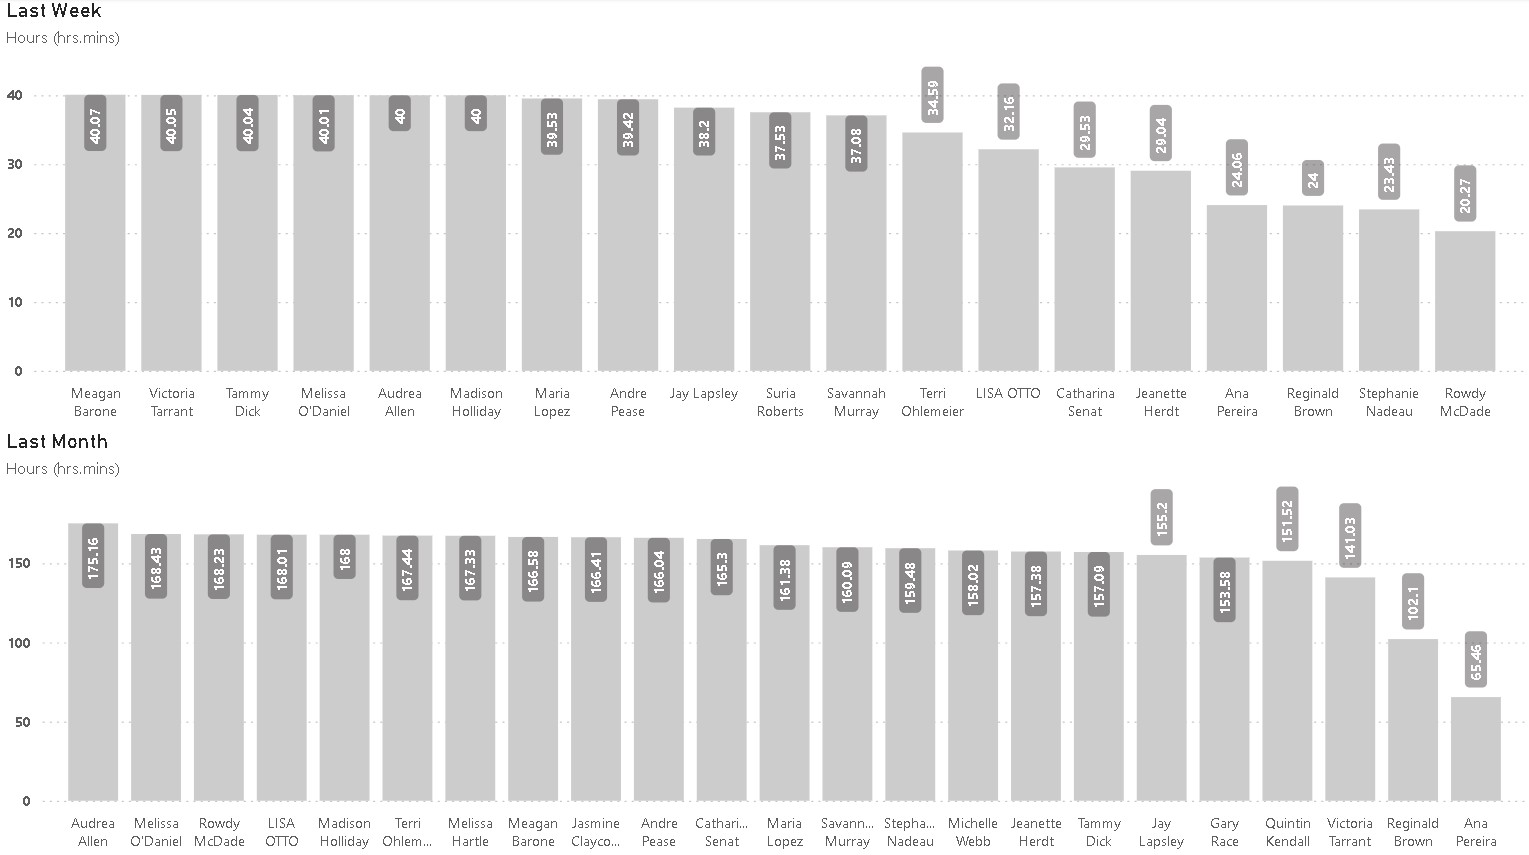 Last Week
Hours (hrs.mins)
40
30
20
10
0
40.07
40.05
40.04
40.01
40
40
39.53
39.42
38.2
37.53
37.08
34.59
32.16
29.53
29.04
24.06
24
23.43
20.27
Meagan
Barone
Victoria
Tarrant
Tammy
Dick
Melissa
O'Daniel
Audrea
Allen
Madison
Holliday
Maria
Lopez
Andre
Pease
Jay Lapsley
Suria
Roberts
Savannah
Murray
Terri
Ohlemeier
LISA OTTO
Catharina
Senat
Jeanette
Herdt
Ana
Pereira
Reginald
Brown
Stephanie
Nadeau
Rowdy
McDade
Last Month
Hours (hrs.mins)
150
100
50
0
175.16
168.43
168.23
168.01
168
167.44
167.33
166.58
166.41
166.04
165.3
161.38
160.09
159.48
158.02
157.38
157.09
155.2
153.58
151.52
141.03
102.1
65.46
Audrea
Allen
Melissa
O'Daniel
Rowdy
McDade
LISA
OTTO
Madison
Holliday
Terri
Ohlem...
Melissa
Hartle
Meagan
Barone
Jasmine
Clayco...
Andre
Pease
Cathari...
Senat
Maria
Lopez
Savann...
Murray
Stepha...
Nadeau
Michelle
Webb
Jeanette
Herdt
Tammy
Dick
Jay
Lapsley
Gary
Race
Quintin
Kendall
Victoria
Tarrant
Reginald
Brown
Ana
Pereira